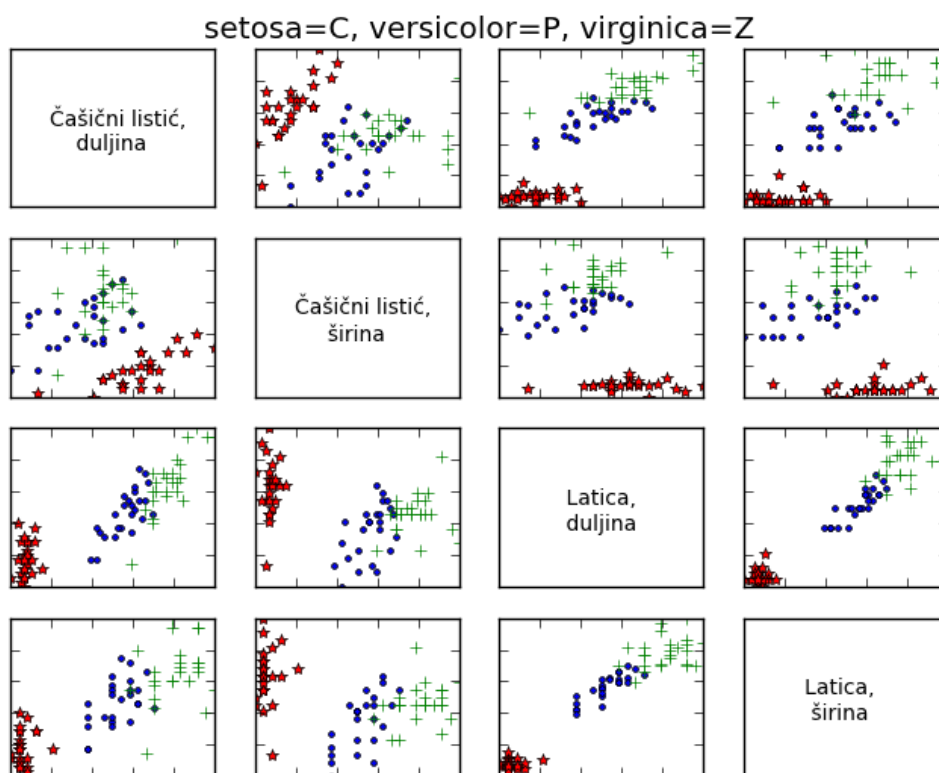 setosa=C, versicolor=P, virginica=Z
Čašični listić,
duljina
Čašični listić,
širina
Latica,
duljina
Latica,
širina